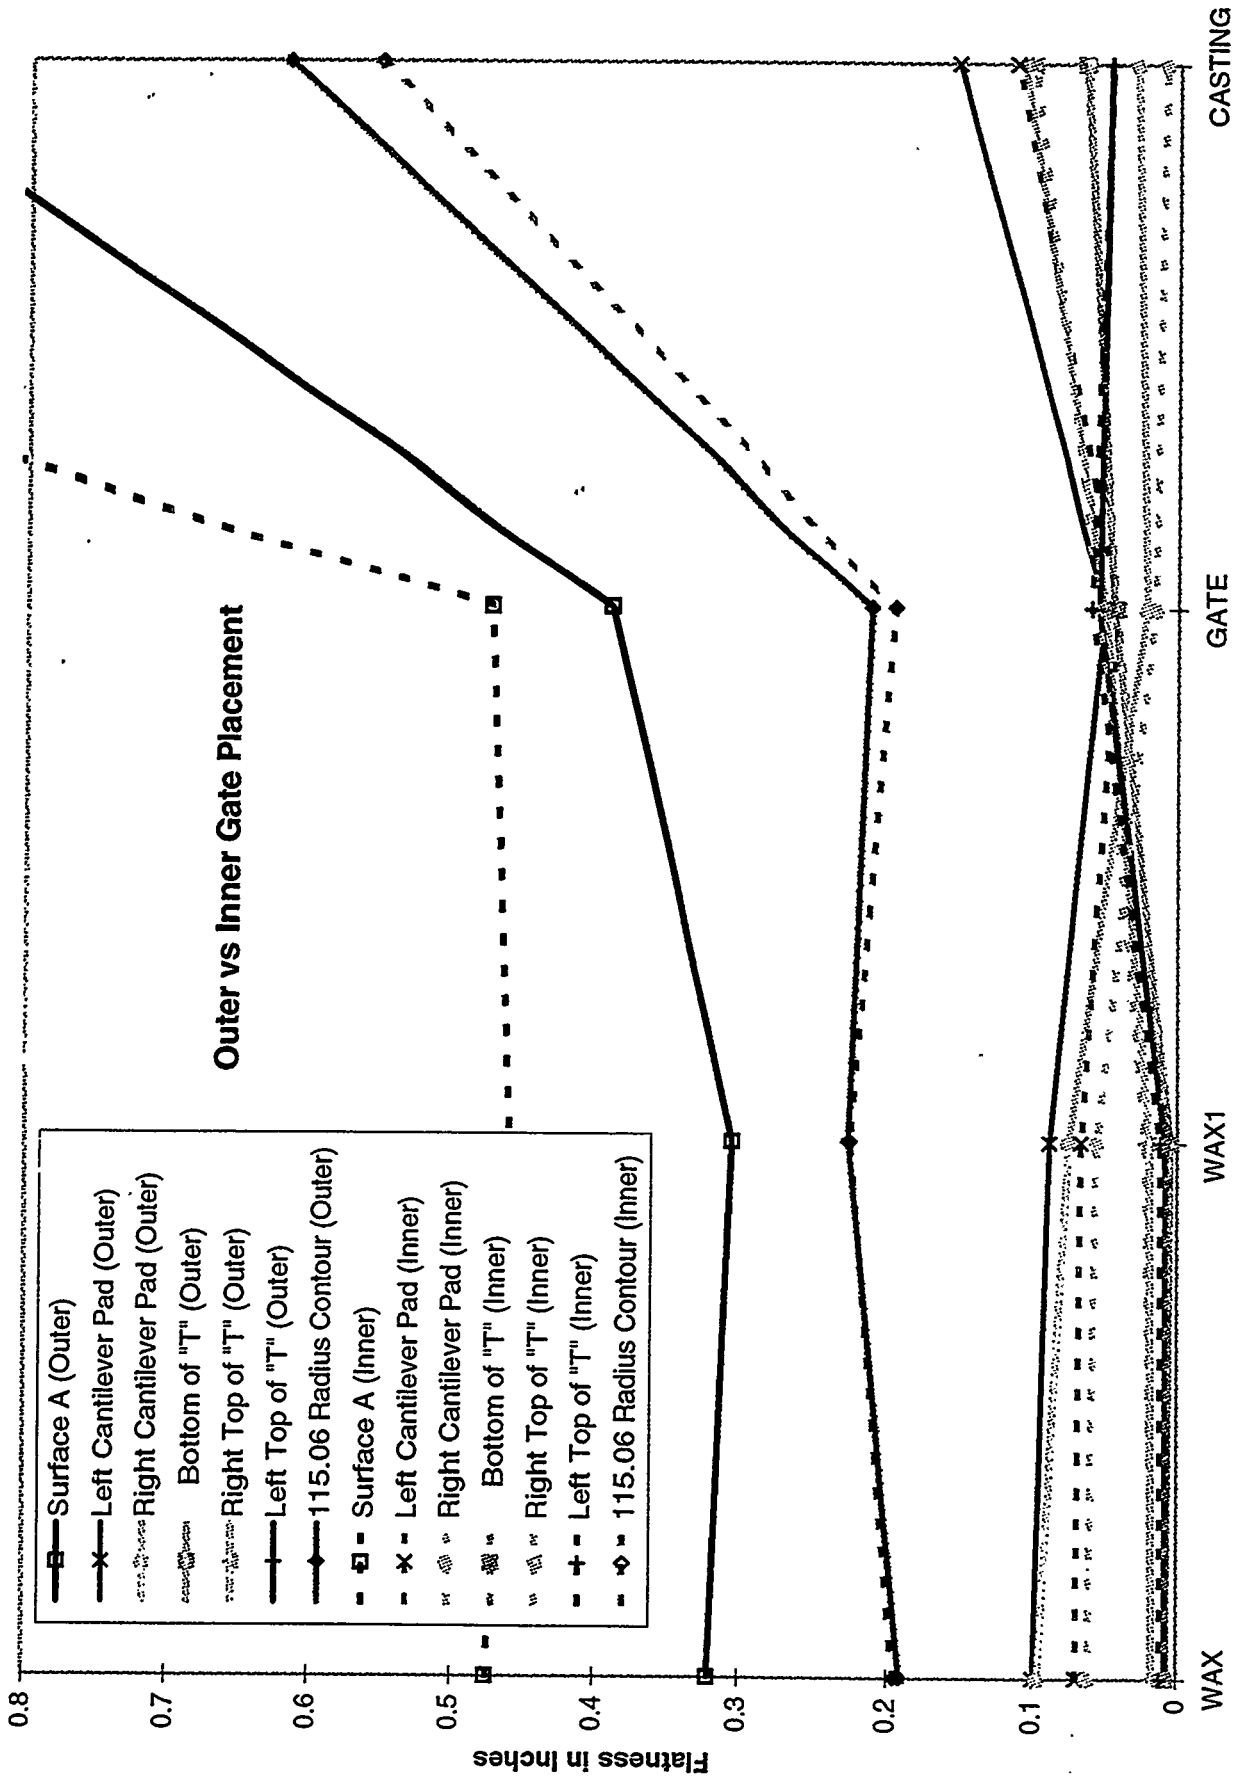 Outer vs Inner Gate Placement
Surface A (Outer)
Left Cantilever Pad (Outer)
Right Cantilever Pad (Outer)
Bottom of "T" (Outer)
Right Top of "T" (Outer)
Left Top of "T" (Outer)
115.06 Radius Contour (Outer)
Surface A (Inner)
Left Cantilever Pad (Inner)
Right Cantilever Pad (Inner)
Bottom of "T" (Inner)
Right Top of "T" (Inner)
Left Top of "T" (Inner)
115.06 Radius Contour (Inner)
Flatness in Inches
0.8
0.7
0.6
0.5
0.4
0.3
0.2
0.1
0
WAX
WAX1
GATE
CASTING